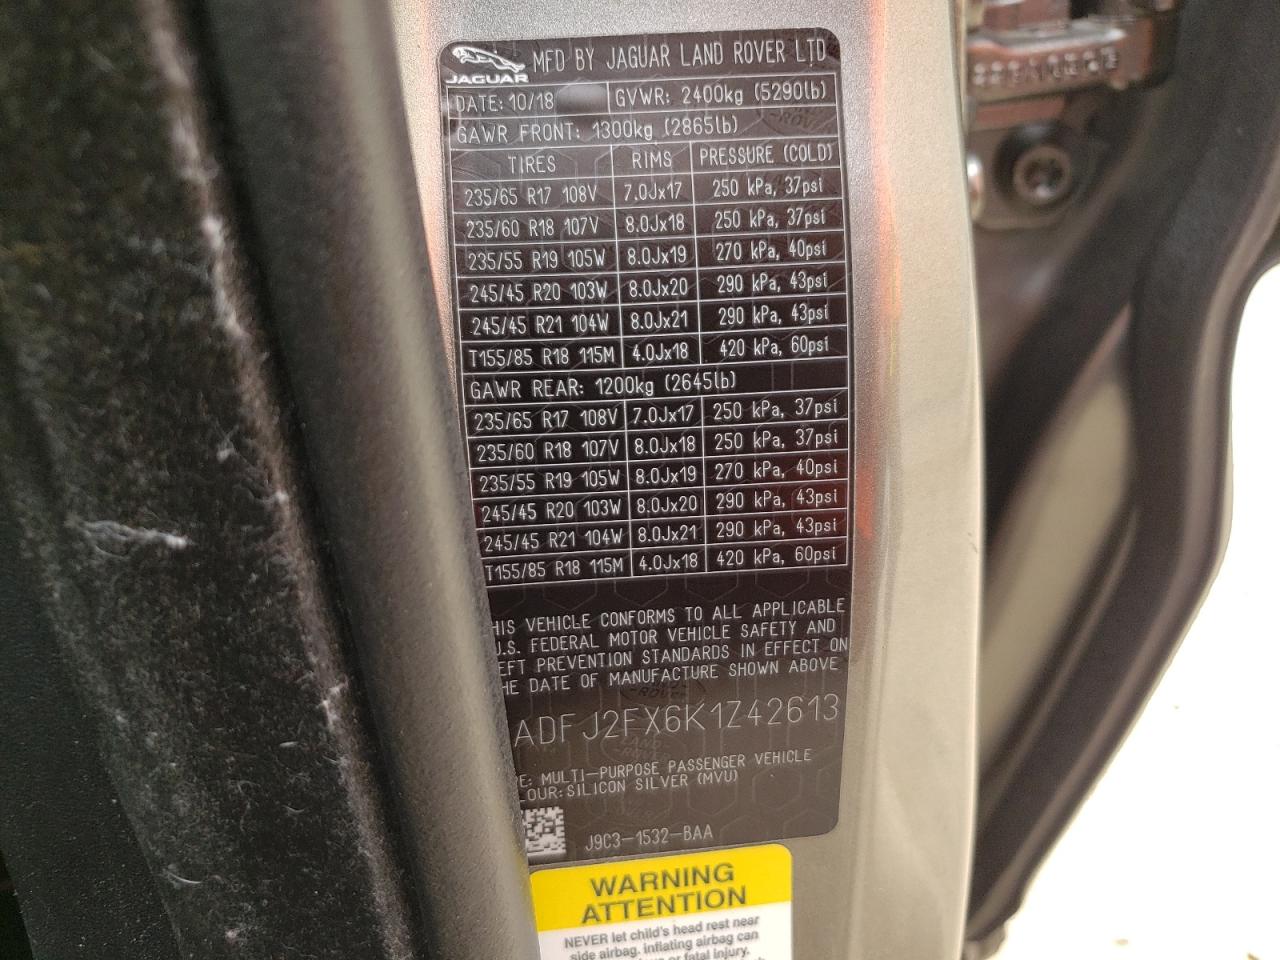 JAGUAR MFD BY JAGUAR LAND ROVER LTD
DATE: 10/18 GVWR: 2400kg (5290lb)
GAWR FRONT: 1300kg (2865lb)
TIRES RIMS PRESSURE (COLD)
235/65 R17 108V 7.0Jx17 250 kPa, 37psi
235/60 R18 107V 8.0Jx18 250 kPa, 37psi
235/55 R19 105W 8.0Jx19 270 kPa, 40psi
245/45 R20 103W 8.0Jx20 290 kPa, 43psi
245/45 R21 104W 8.0Jx21 290 kPa, 43psi
T155/85 R18 115M 4.0Jx18 420 kPa, 60psi
GAWR REAR: 1200kg (2645lb)
235/65 R17 108V 7.0Jx17 250 kPa, 37psi
235/60 R18 107V 8.0Jx18 250 kPa, 37psi
235/55 R19 105W 8.0Jx19 270 kPa, 40psi
245/45 R20 103W 8.0Jx20 290 kPa, 43psi
245/45 R21 104W 8.0Jx21 290 kPa, 43psi
T155/85 R18 115M 4.0Jx18 420 kPa, 60psi
HIS VEHICLE CONFORMS TO ALL APPLICABLE
U.S. FEDERAL MOTOR VEHICLE SAFETY AND
EFT PREVENTION STANDARDS IN EFFECT ON
HE DATE OF MANUFACTURE SHOWN ABOVE
ADFJ2FX6K1Z42613
PE: MULTI-PURPOSE PASSENGER VEHICLE
LOUR: SILICON SILVER (MVU)
J9C3-1532-BAA
WARNING
ATTENTION
NEVER let child's head rest near
side airbag. Inflating airbag can
or fatal injury.